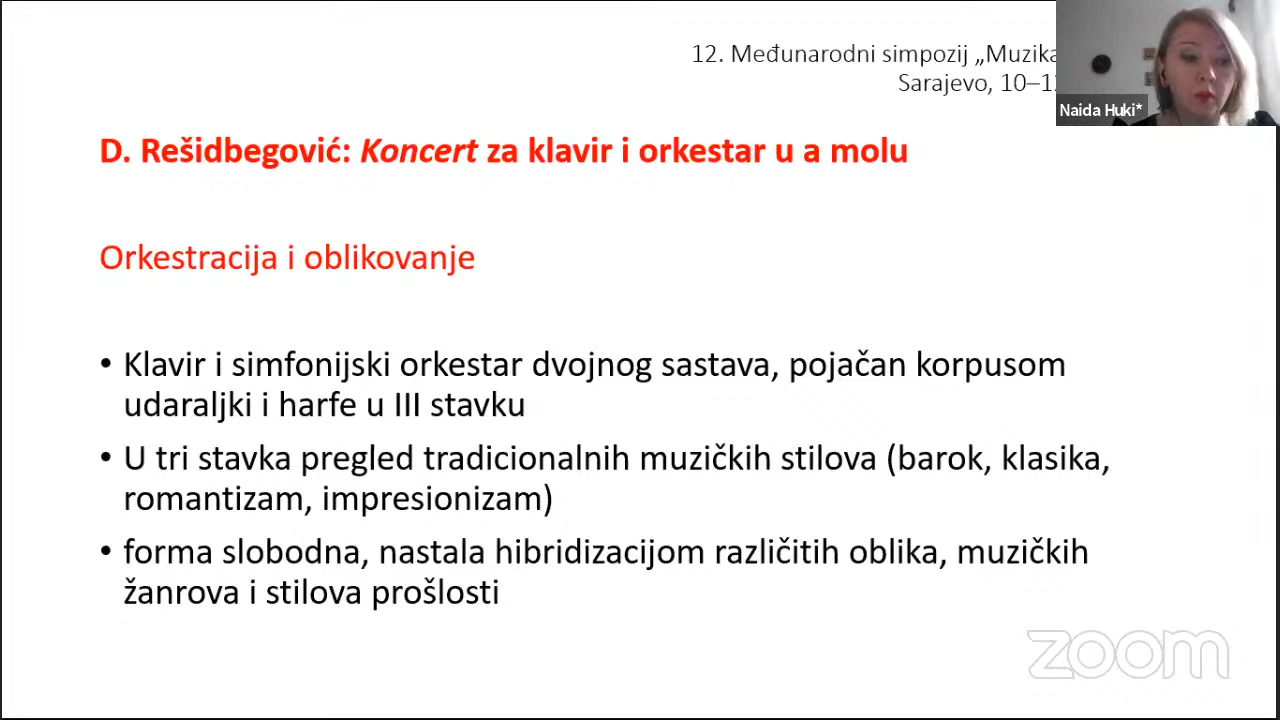 12. Međunarodni simpozij „Muzika
Sarajevo, 10–1
Naida Huki*
D. Rešidbegović: Koncert za klavir i orkestar u a molu
Orkestracija i oblikovanje
• Klavir i simfonijski orkestar dvojnog sastava, pojačan korpusom
udaraljki i harfe u III stavku
• U tri stavka pregled tradicionalnih muzičkih stilova (barok, klasika,
romantizam, impresionizam)
• forma slobodna, nastala hibridizacijom različitih oblika, muzičkih
žanrova i stilova prošlosti
zoom